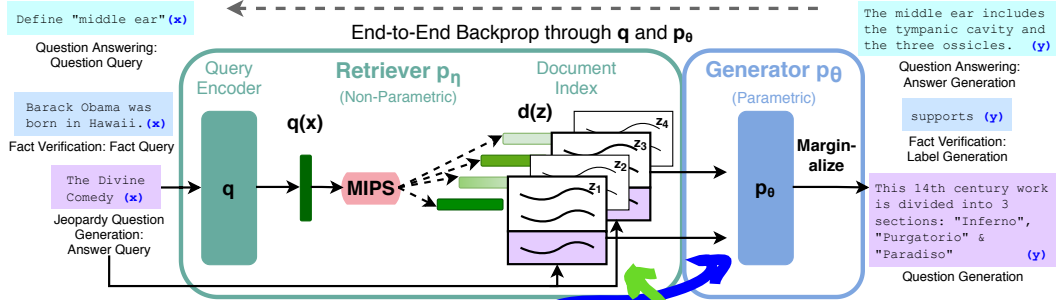 Define "middle ear"(x)
Question Answering:
Question Query
Barack Obama was
born in Hawaii.(x)
Fact Verification: Fact Query
The Divine
Comedy (x)
Jeopardy Question
Generation:
Answer Query
End-to-End Backprop through q and pθ
Query
Encoder
q
q(x)
Retriever pη
(Non-Parametric)
MIPS
Document
Index
d(z)
z4
z3
z2
z1
Generator pθ
(Parametric)
pθ
Margin-
alize
The middle ear includes
the tympanic cavity and
the three ossicles. (y)
Question Answering:
Answer Generation
supports (y)
Fact Verification:
Label Generation
This 14th century work
is divided into 3
sections: "Inferno",
"Purgatorio" &
"Paradiso" (y)
Question Generation